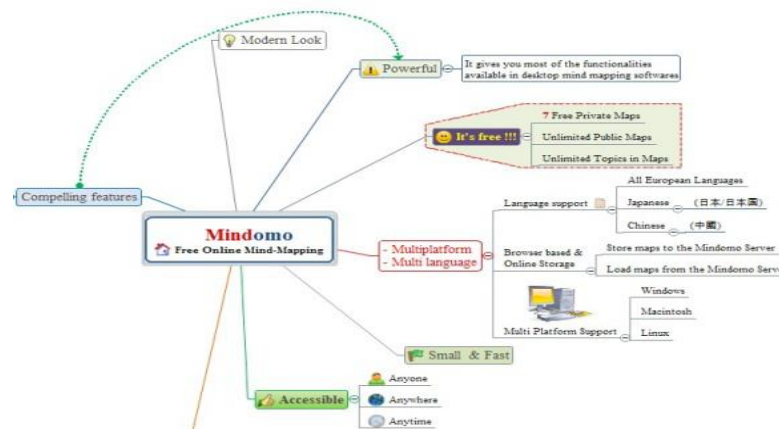 Modern Look
Powerful
It gives you most of the functionalities
available in desktop mind mapping softwares
It's free !!!
7 Free Private Maps
Unlimited Public Maps
Unlimited Topics in Maps
Compelling features
Mindomo
Free Online Mind-Mapping
- Multiplatform
- Multi language
Language support
All European Languages
Japanese
(日本/日本国)
Chinese
(中國)
Browser based &
Online Storage
Store maps to the Mindomo Server
Load maps from the Mindomo Serv
Multi Platform Support
Windows
Macintosh
Linux
Small & Fast
Accessible
Anyone
Anywhere
Anytime